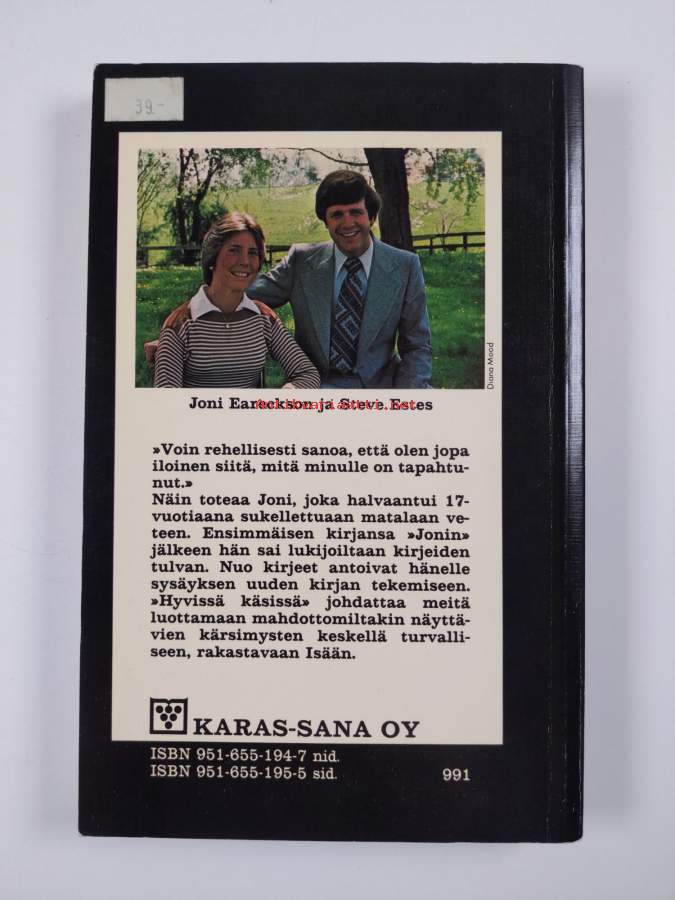 39.-
Diana Mood
Joni Eareckson ja Steve Estes
»Voin rehellisesti sanoa, että olen jopa
iloinen siitä, mitä minulle on tapahtu-
nut.»
Näin toteaa Joni, joka halvaantui 17-
vuotiaana sukellettuaan matalaan ve-
teen. Ensimmäisen kirjansa »Jonin»
jälkeen hän sai lukijoiltaan kirjeiden
tulvan. Nuo kirjeet antoivat hänelle
sysäyksen uuden kirjan tekemiseen.
»Hyvissä käsissä» johdattaa meitä
luottamaan mahdottomiltakin näyttä-
vien kärsimysten keskellä turvalli-
seen, rakastavaan Isään.
KARAS-SANA OY
ISBN 951-655-194-7 nid.
ISBN 951-655-195-5 sid.
991